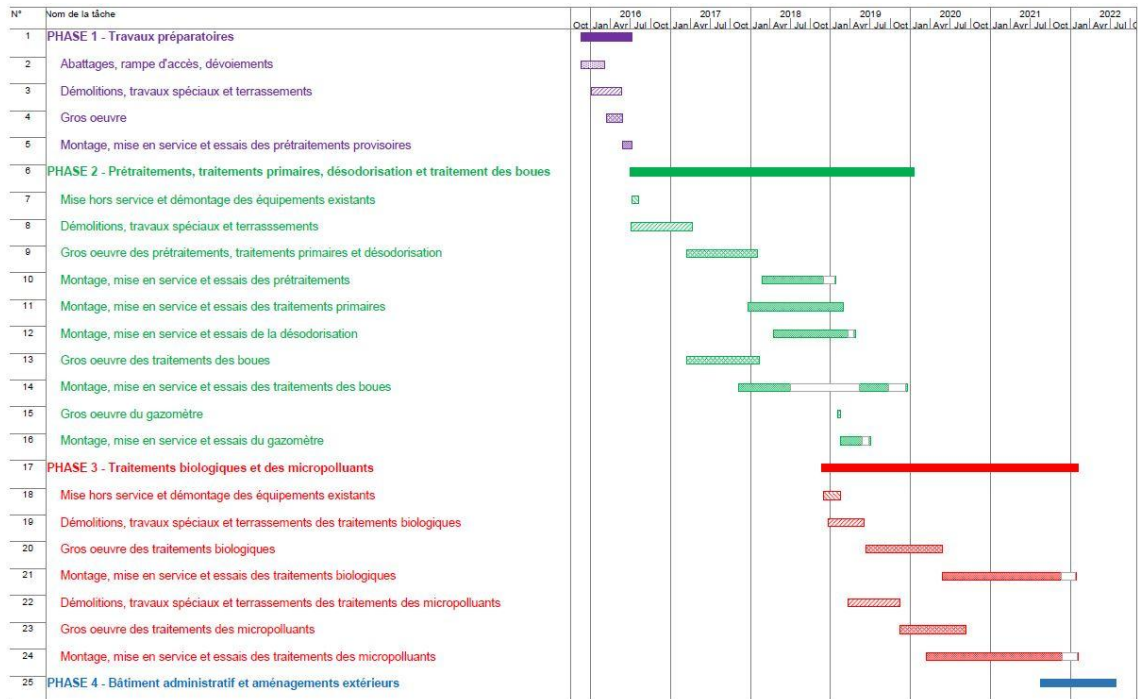 N° Nom de la tâche 2016 2017 2018 2019 2020 2021 2022
Oct Jan Avr Jul Oct Jan Avr Jul Oct Jan Avr Jul Oct Jan Avr Jul Oct Jan Avr Jul Oct Jan Avr Jul Oct Jan Avr Jul
1 PHASE 1 - Travaux préparatoires
2 Abattages, rampe d'accès, dévoiements
3 Démolitions, travaux spéciaux et terrassements
4 Gros oeuvre
5 Montage, mise en service et essais des prétraitements provisoires
6 PHASE 2 - Prétraitements, traitements primaires, désodorisation et traitement des boues
7 Mise hors service et démontage des équipements existants
8 Démolitions, travaux spéciaux et terrasssements
9 Gros oeuvre des prétraitements, traitements primaires et désodorisation
10 Montage, mise en service et essais des prétraitements
11 Montage, mise en service et essais des traitements primaires
12 Montage, mise en service et essais de la désodorisation
13 Gros oeuvre des traitements des boues
14 Montage, mise en service et essais des traitements des boues
15 Gros oeuvre du gazomètre
16 Montage, mise en service et essais du gazomètre
17 PHASE 3 - Traitements biologiques et des micropolluants
18 Mise hors service et démontage des équipements existants
19 Démolitions, travaux spéciaux et terrassements des traitements biologiques
20 Gros oeuvre des traitements biologiques
21 Montage, mise en service et essais des traitements biologiques
22 Démolitions, travaux spéciaux et terrassements des traitements des micropolluants
23 Gros oeuvre des traitements des micropolluants
24 Montage, mise en service et essais des traitements des micropolluants
25 PHASE 4 - Bâtiment administratif et aménagements extérieurs